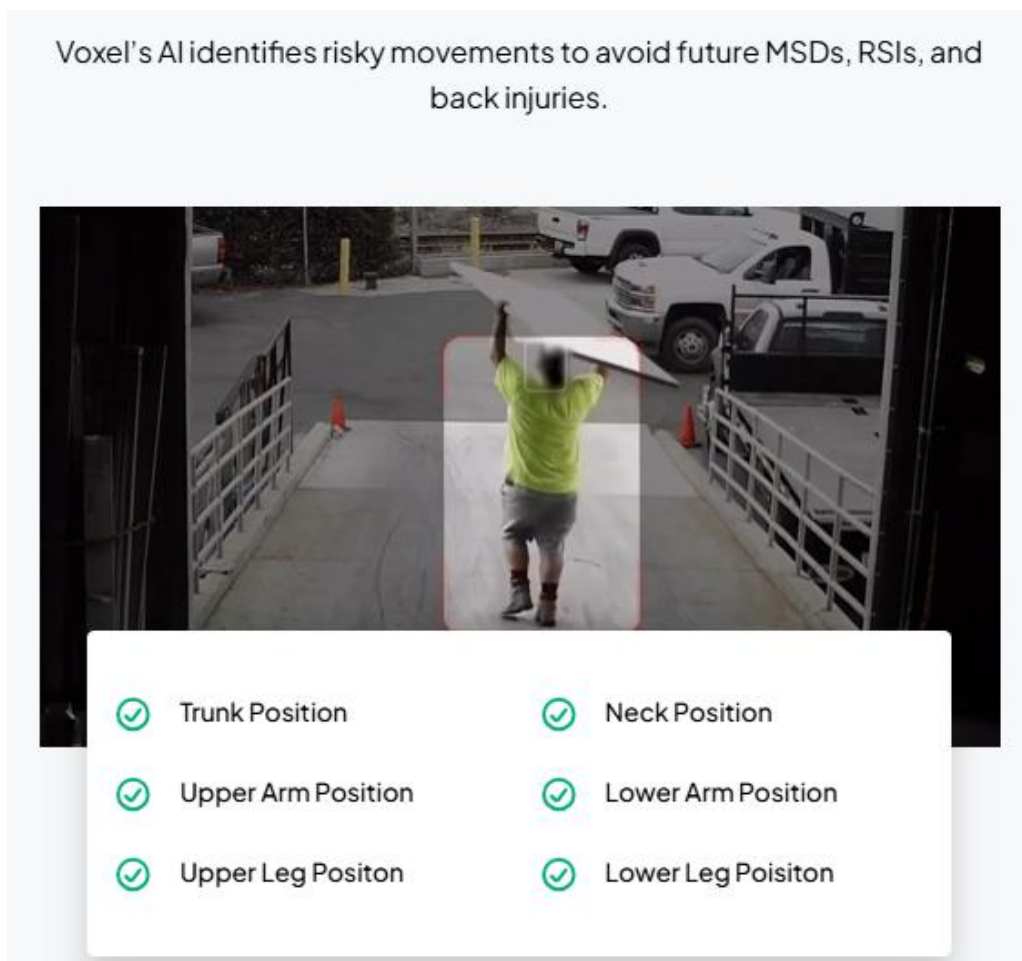 Voxel's AI identifies risky movements to avoid future MSDs, RSIs, and
back injuries.
Trunk Position
Neck Position
Upper Arm Position
Lower Arm Position
Upper Leg Positon
Lower Leg Poisiton